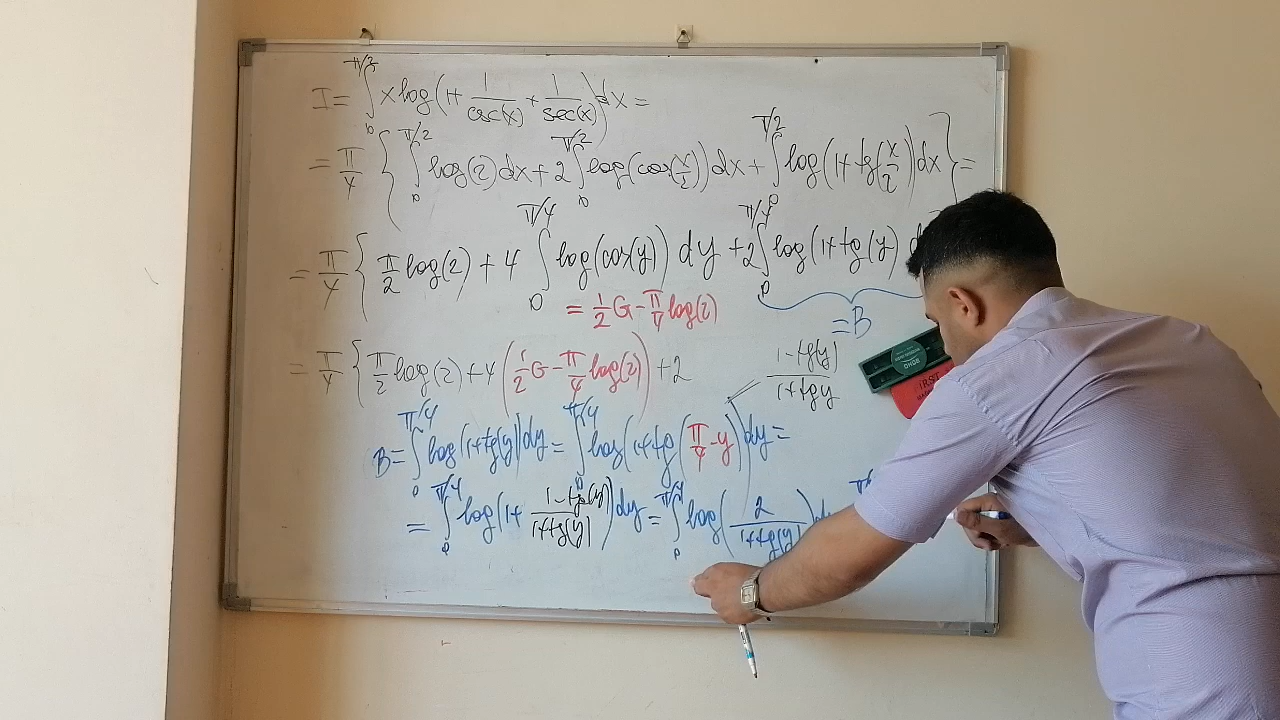 I = ∫₀^{π/2} x log(1 + 1/csc(x) + 1/sec(x)) dx =
= π/4 { ∫₀^{π/2} log(2) dx + 2 ∫₀^{π/2} log(cos(x/2)) dx + ∫₀^{π/2} log(1 + tg(x/2)) dx } =
= π/4 { π/2 log(2) + 4 ∫₀^{π/4} log(cos(y)) dy + 2 ∫₀^{π/4} log(1 + tg(y)) d
= 1/2 G - π/4 log(2)
= B
= π/4 { π/2 log(2) + 4 (1/2 G - π/4 log(2)) + 2
1 - tg(y) / 1 + tg y
B = ∫₀^{π/4} log(1 + tg(y)) dy = ∫₀^{π/4} log(1 + tg(π/4 - y)) dy =
= ∫₀^{π/4} log(1 + 1 - tg(y) / 1 + tg(y)) dy = ∫₀^{π/4} log(2 / 1 + tg(y)) d